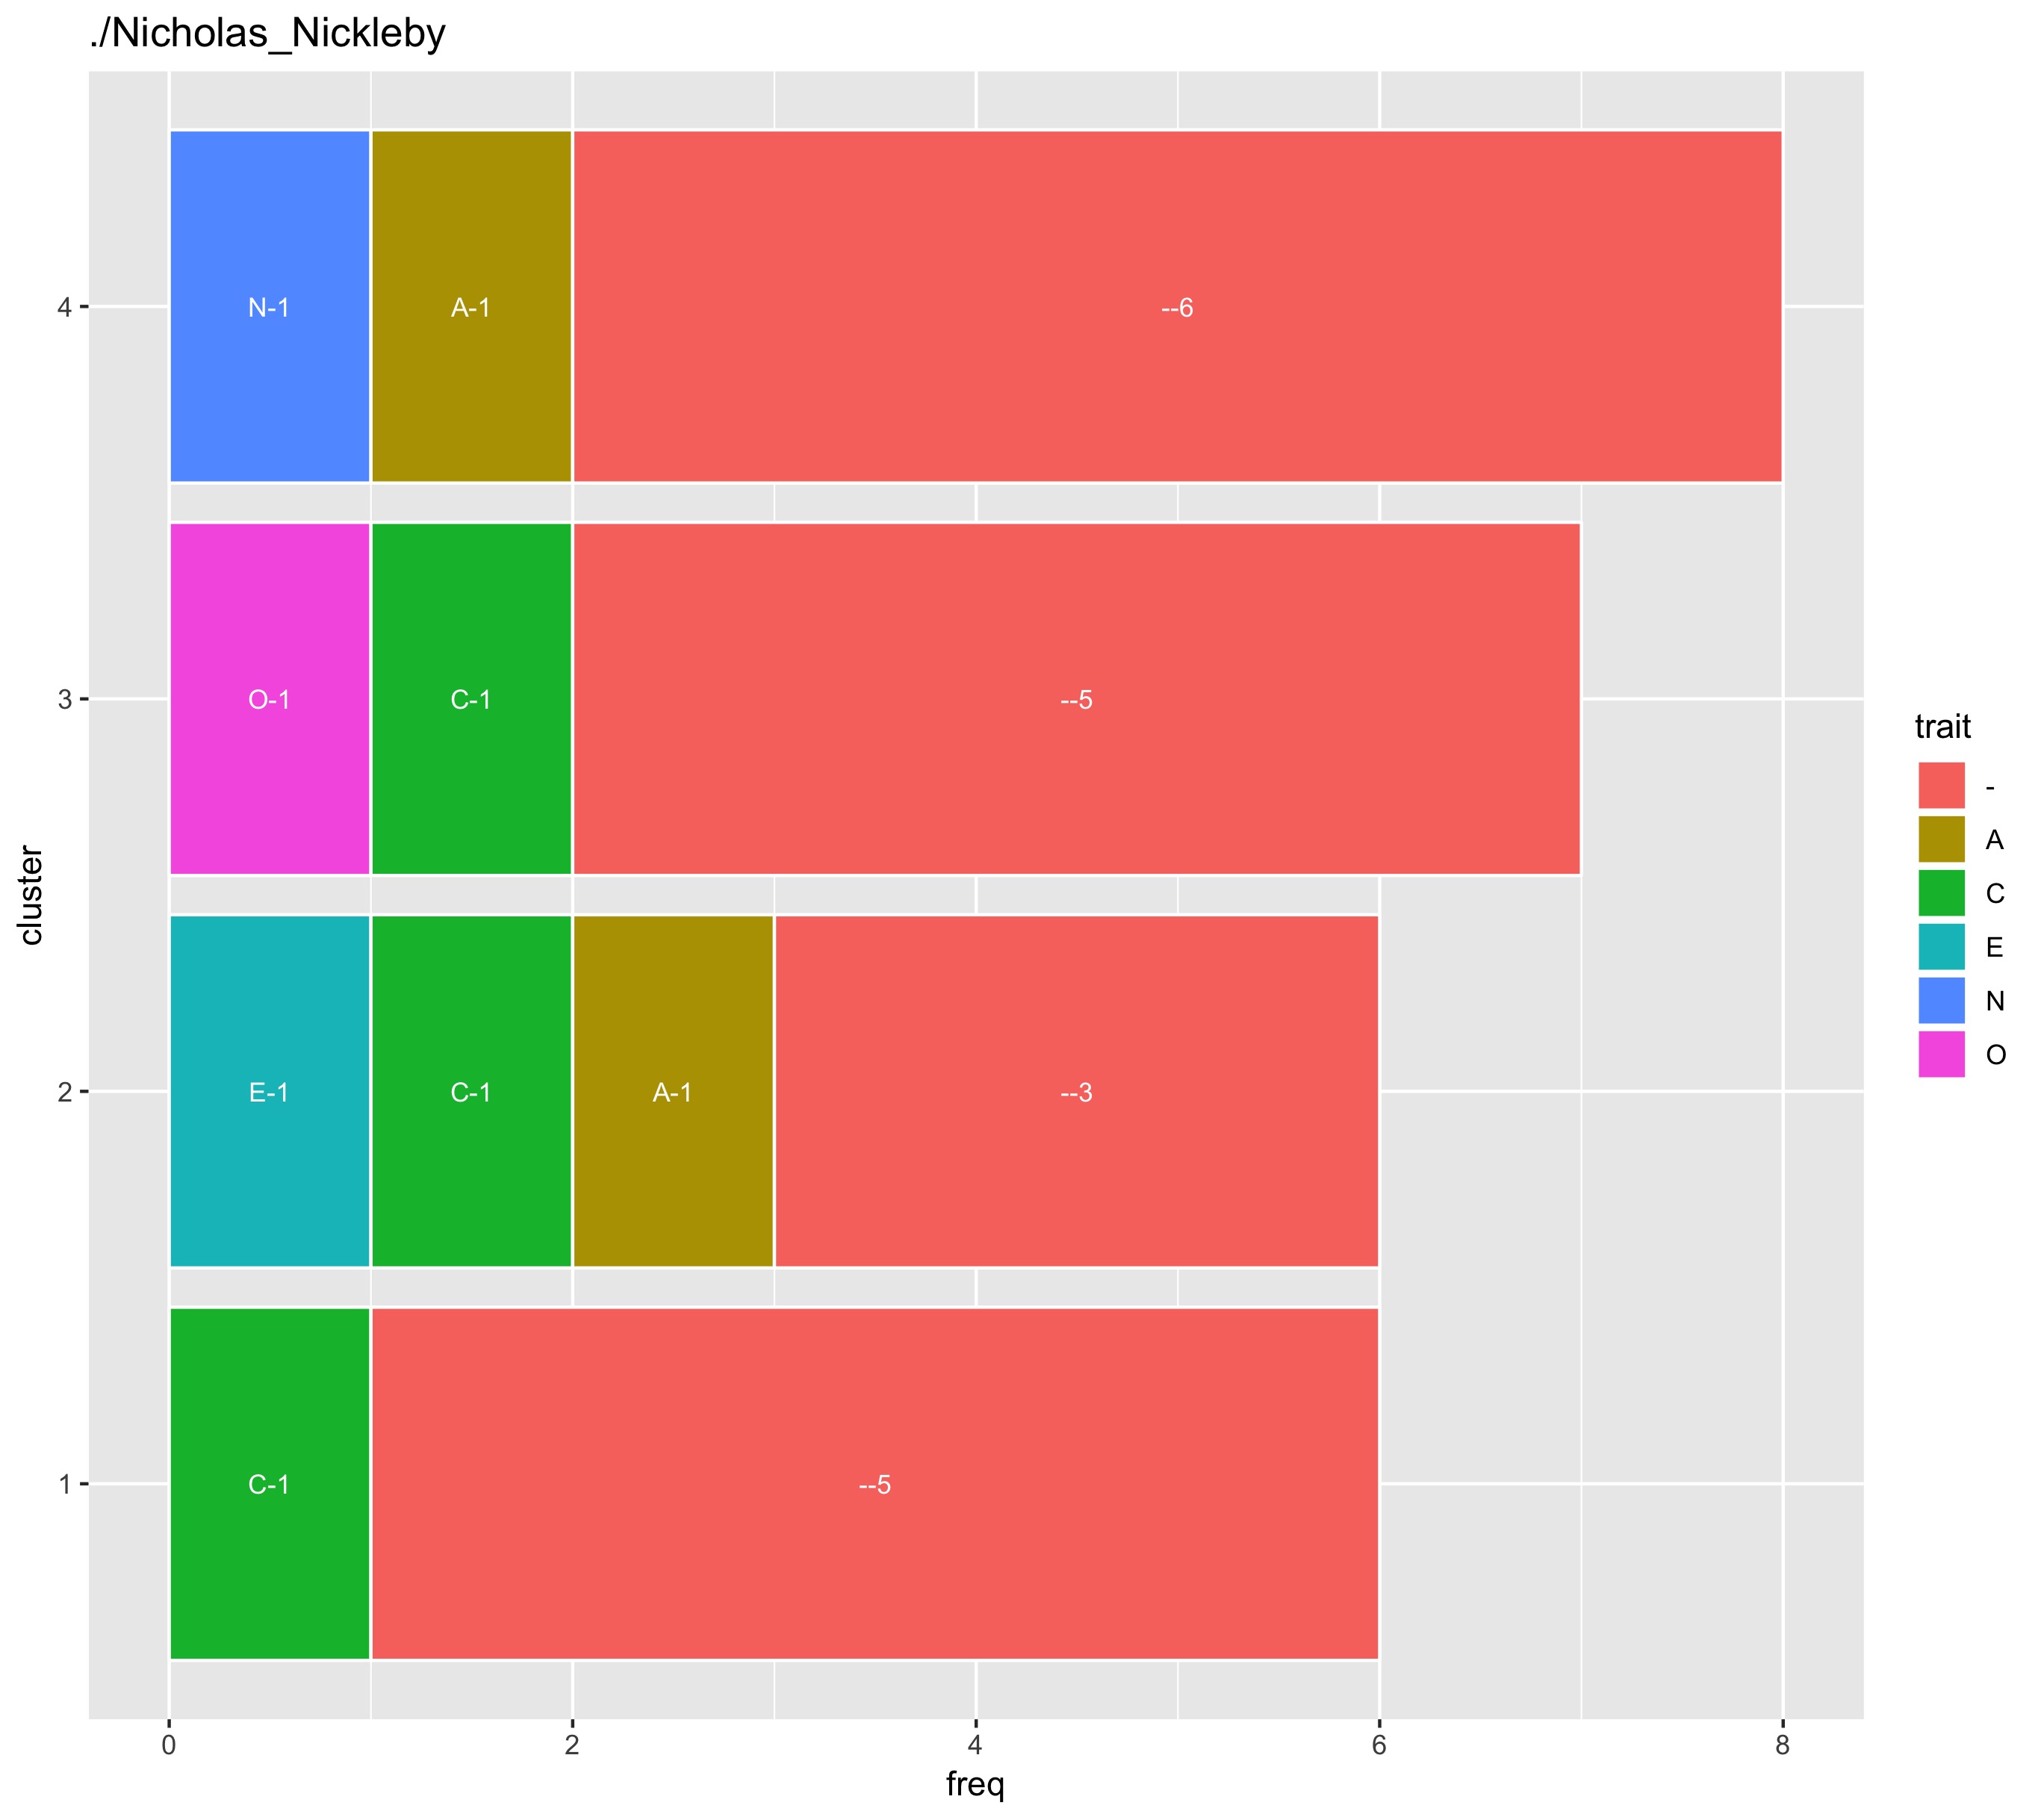 ./Nicholas_Nickleby
4
N-1 A-1 --6
3
O-1 C-1 --5
2
E-1 C-1 A-1 --3
1
C-1 --5
cluster
0 2 4 6 8
freq
trait
-
A
C
E
N
O